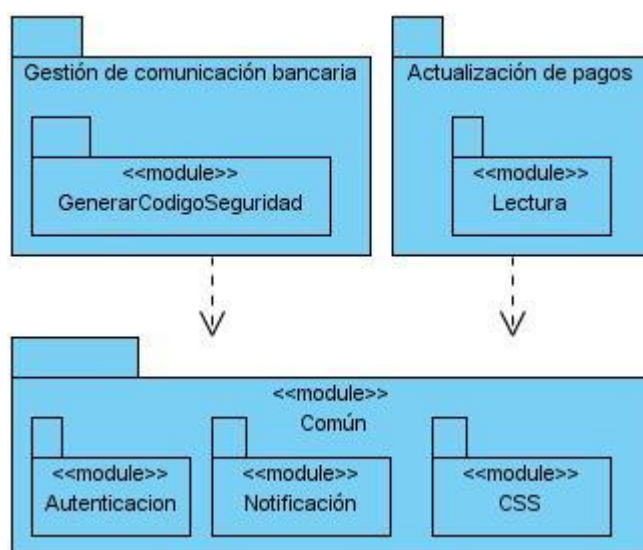 Gestión de comunicación bancaria
<<module>>
GenerarCodigoSeguridad
Actualización de pagos
<<module>>
Lectura
<<module>>
Común
<<module>>
Autenticacion
<<module>>
Notificación
<<module>>
CSS